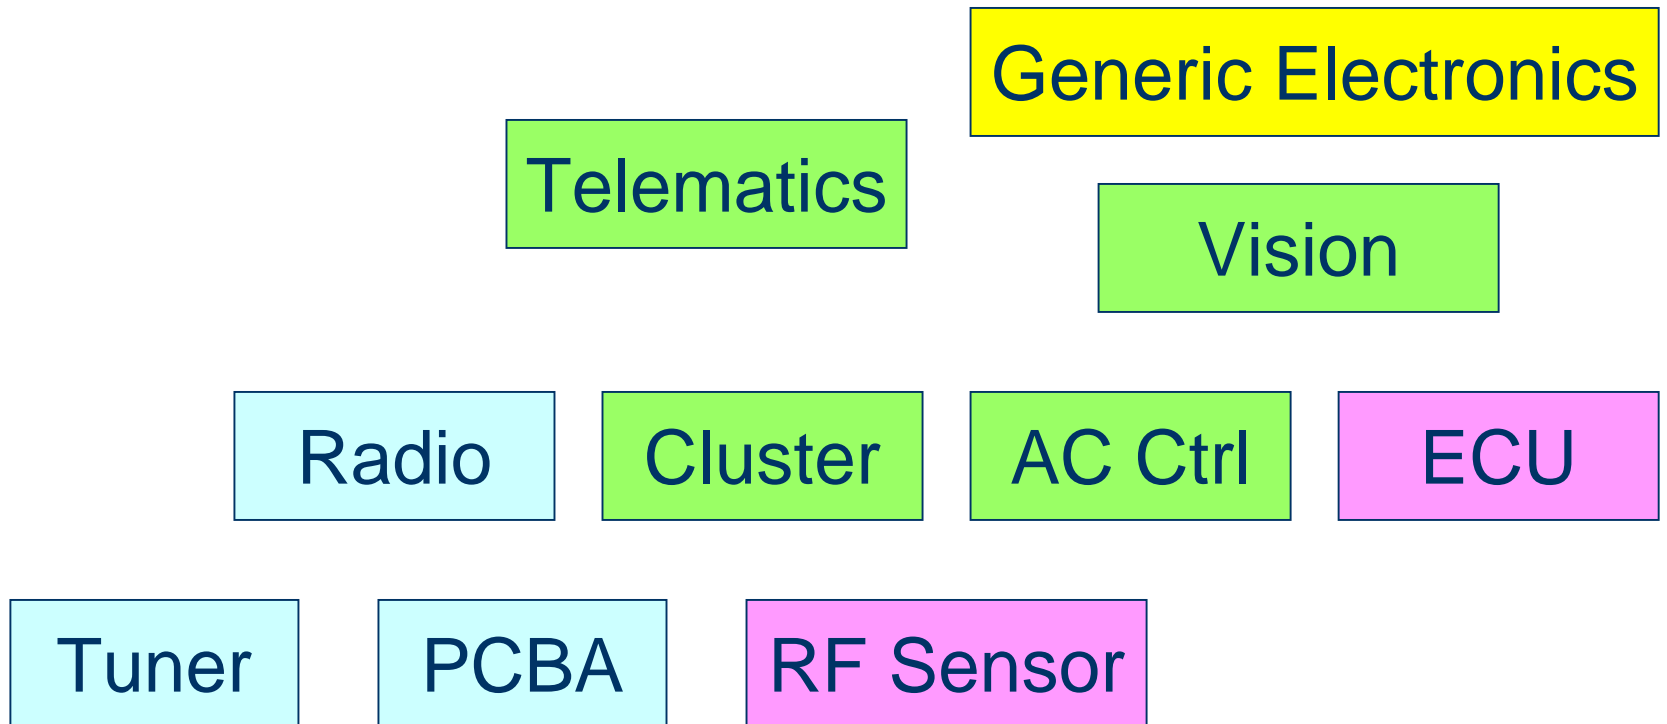 Generic Electronics
Telematics
Vision
Radio
Cluster
AC Ctrl
ECU
Tuner
PCBA
RF Sensor